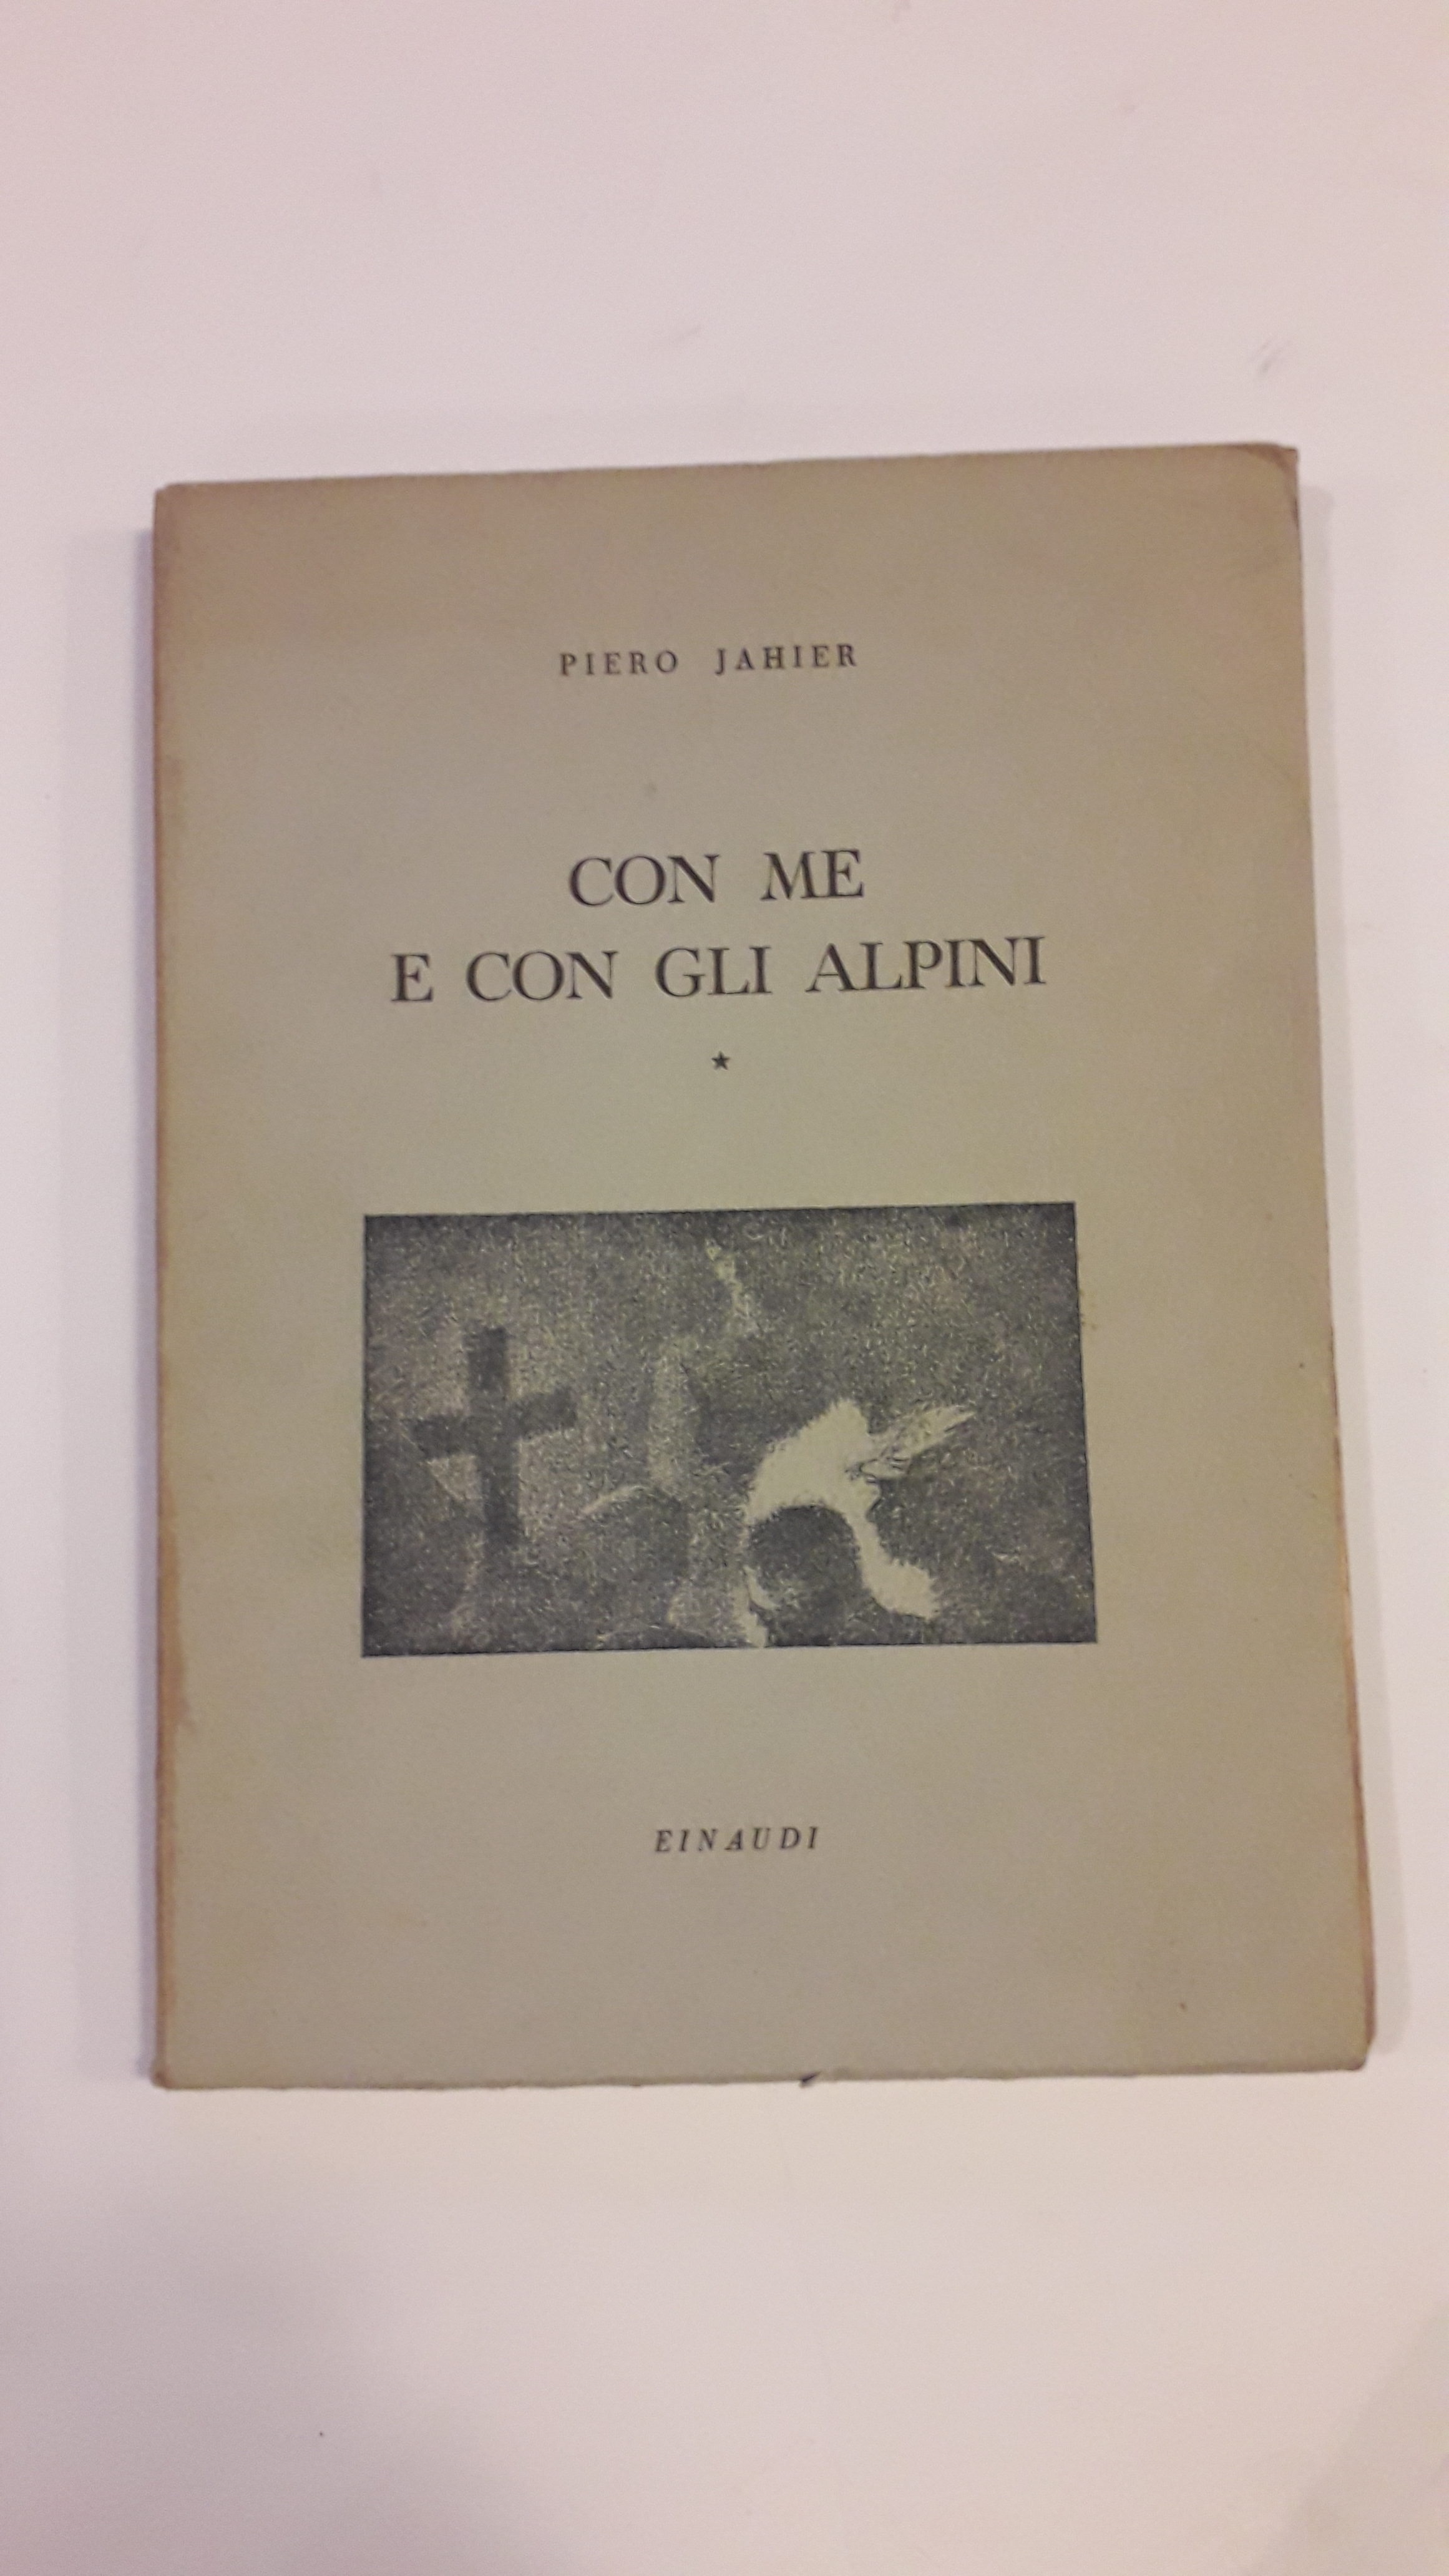 PIERO JAHIER
CON ME
E CON GLI ALPINI
★
EINAUDI